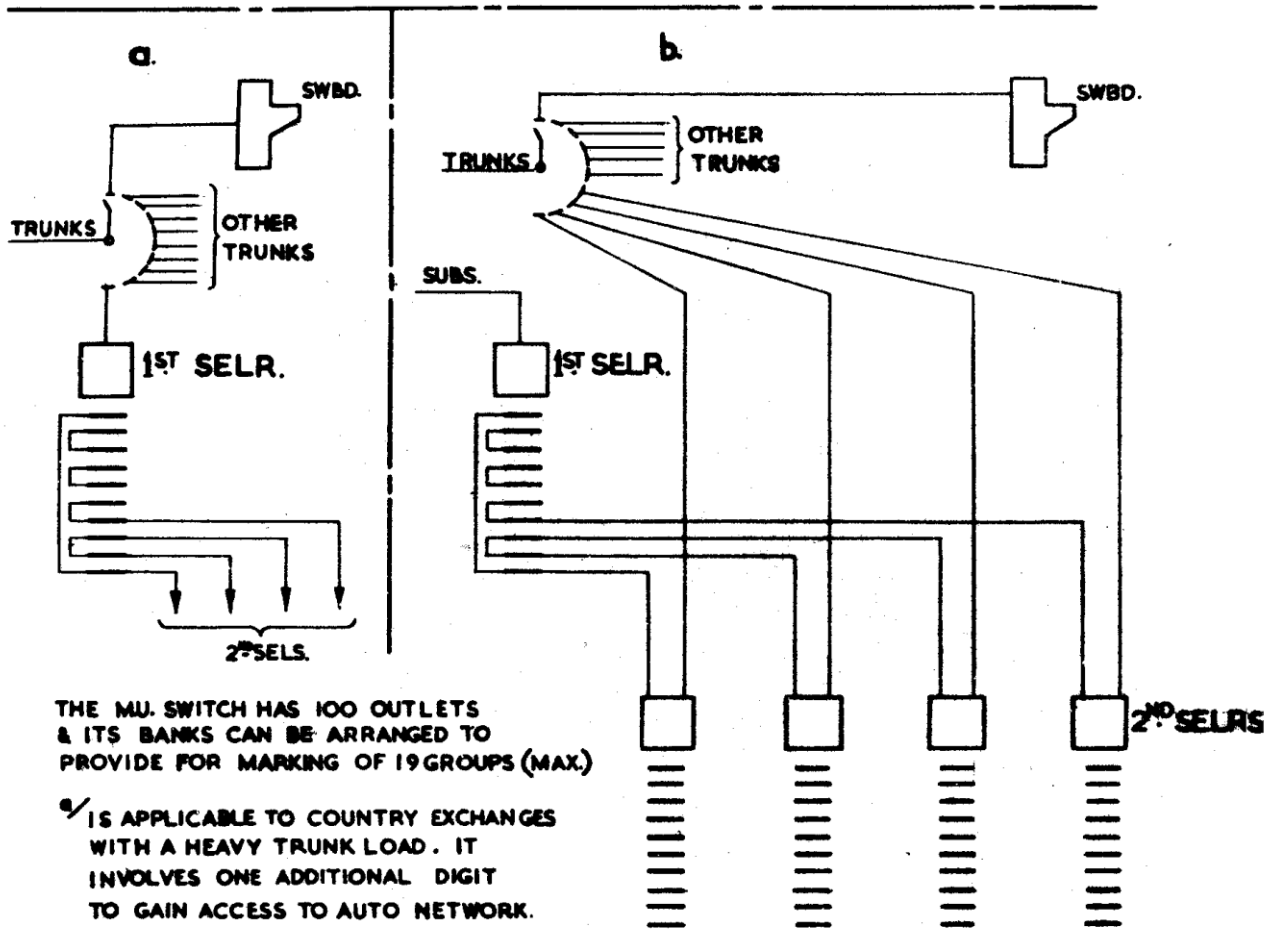 a.
SWBD.
TRUNKS
OTHER
TRUNKS
1ST SELR.
2ND SELS.
b.
SWBD.
TRUNKS
OTHER
TRUNKS
SUBS.
1ST SELR.
2ND SELRS
THE M.U. SWITCH HAS 100 OUTLETS
& ITS BANKS CAN BE ARRANGED TO
PROVIDE FOR MARKING OF 19 GROUPS (MAX.)
a/ IS APPLICABLE TO COUNTRY EXCHANGES
WITH A HEAVY TRUNK LOAD. IT
INVOLVES ONE ADDITIONAL DIGIT
TO GAIN ACCESS TO AUTO NETWORK.